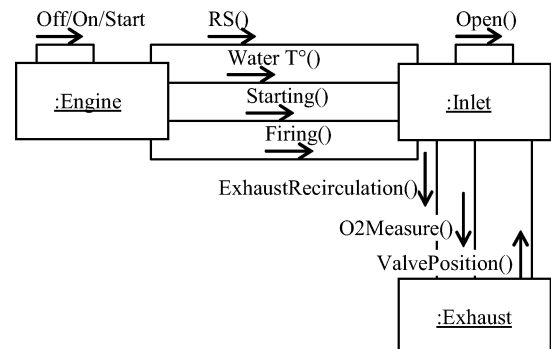 Off/On/Start
RS()
Open()
Water T°()
:Engine
Starting()
:Inlet
Firing()
ExhaustRecirculation()
O2Measure()
ValvePosition()
:Exhaust